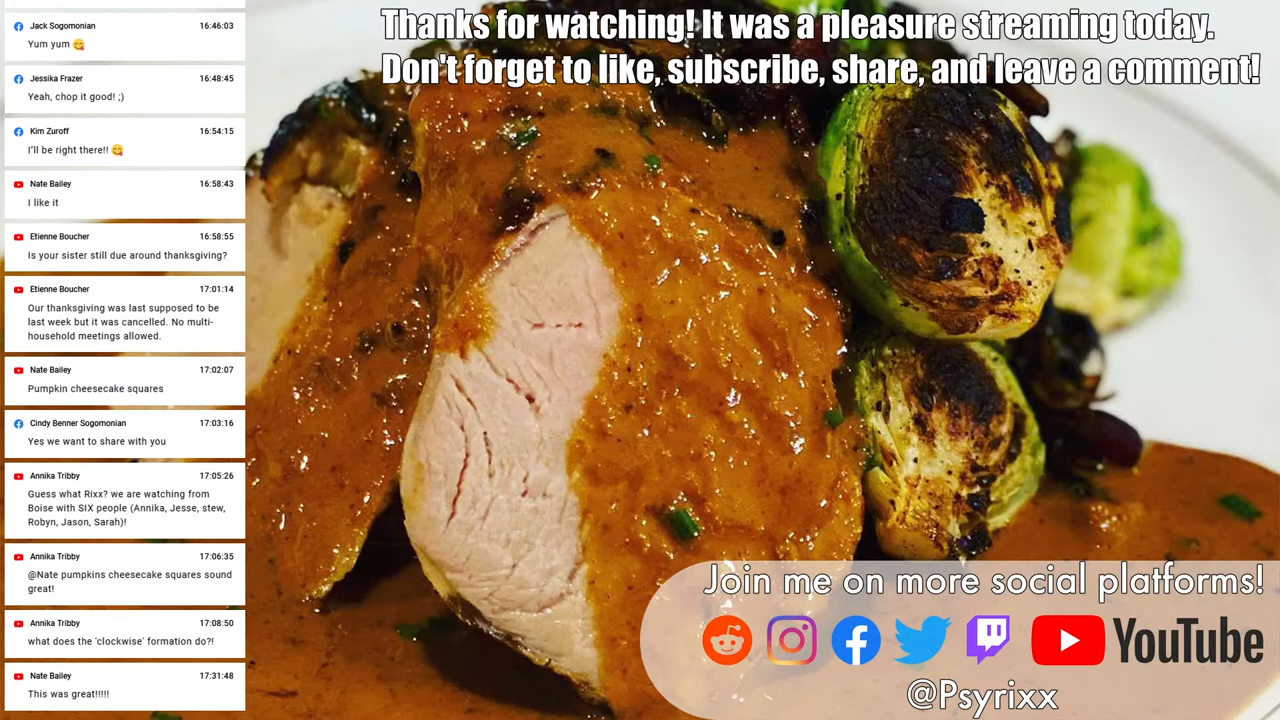 Jack Sogomonian 16:46:03
Yum yum 😋
Jessika Frazer 16:48:45
Yeah, chop it good! ;)
Kim Zuroff 16:54:15
I'll be right there!! 😋
Nate Bailey 16:58:43
I like it
Etienne Boucher 16:58:55
Is your sister still due around thanksgiving?
Etienne Boucher 17:01:14
Our thanksgiving was last supposed to be
last week but it was cancelled. No multi-
household meetings allowed.
Nate Bailey 17:02:07
Pumpkin cheesecake squares
Cindy Benner Sogomonian 17:03:16
Yes we want to share with you
Annika Tribby 17:05:26
Guess what Rixx? we are watching from
Boise with SIX people (Annika, Jesse, stew,
Robyn, Jason, Sarah)!
Annika Tribby 17:06:35
@Nate pumpkins cheesecake squares sound
great!
Annika Tribby 17:08:50
what does the 'clockwise' formation do?!
Nate Bailey 17:31:48
This was great!!!!!
Thanks for watching! It was a pleasure streaming today.
Don't forget to like, subscribe, share, and leave a comment!
Join me on more social platforms!
YouTube
@Psyrixx